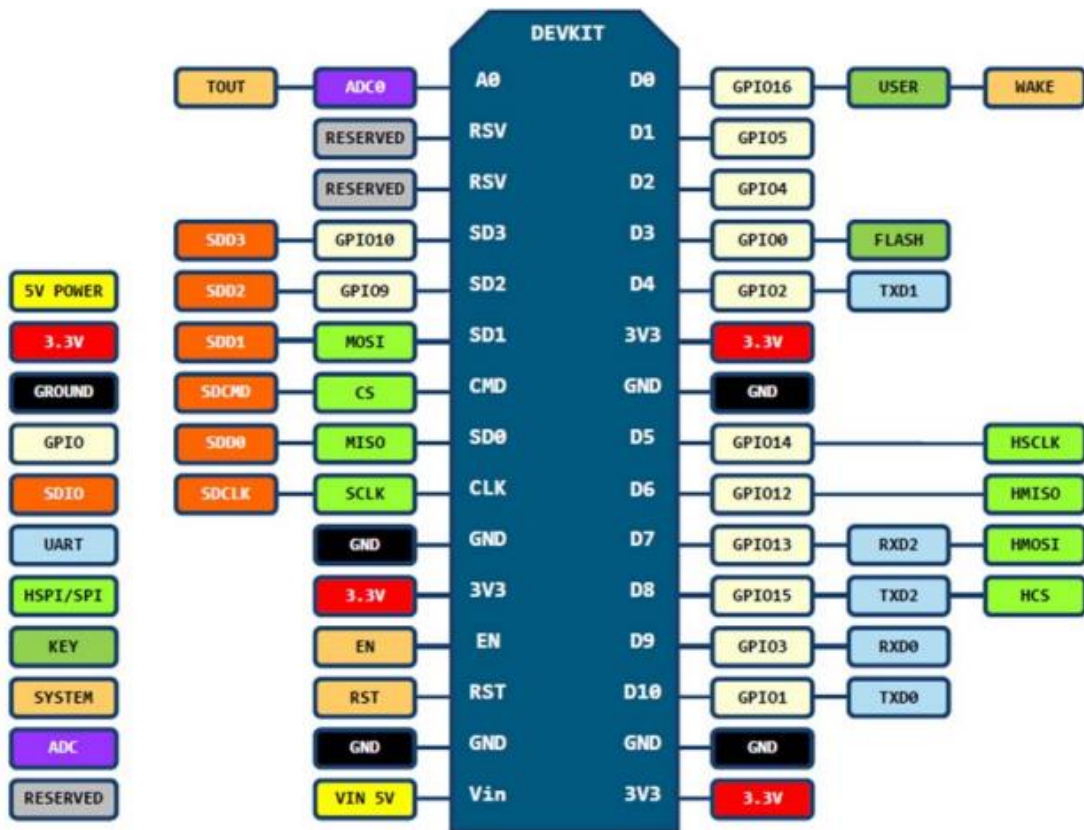 DEVKIT
TOUT ADC0 A0 D0 GPIO16 USER WAKE
RESERVED RSV D1 GPIO5
RESERVED RSV D2 GPIO4
SDD3 GPIO10 SD3 D3 GPIO0 FLASH
5V POWER SDD2 GPIO9 SD2 D4 GPIO2 TXD1
3.3V SDD1 MOSI SD1 3V3 3.3V
GROUND SDCMD CS CMD GND GND
GPIO SDD0 MISO SD0 D5 GPIO14 HSCLK
SDIO SDCLK SCLK CLK D6 GPIO12 HMISO
UART GND GND D7 GPIO13 RXD2 HMOSI
HSPI/SPI 3.3V 3V3 D8 GPIO15 TXD2 HCS
KEY EN EN D9 GPIO3 RXD0
SYSTEM RST RST D10 GPIO1 TXD0
ADC GND GND GND GND
RESERVED VIN 5V Vin 3V3 3.3V